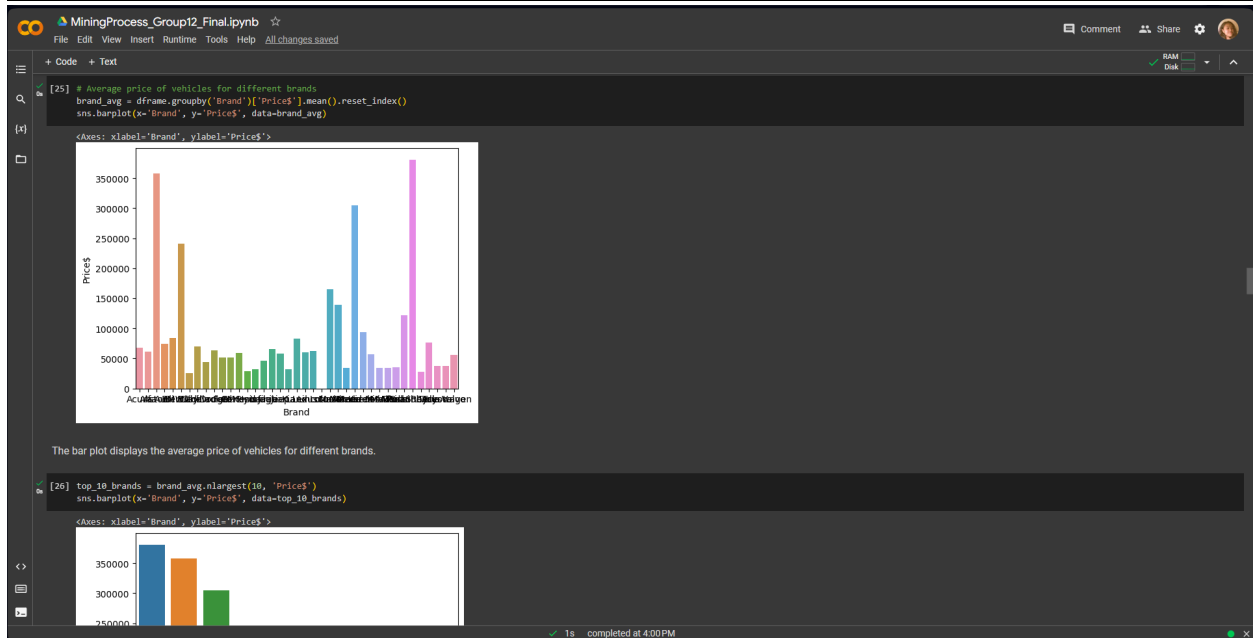 MiningProcess_Group12_Final.ipynb
File Edit View Insert Runtime Tools Help All changes saved
Comment Share
+ Code + Text
RAM
Disk
[25] # Average price of vehicles for different brands
brand_avg = dframe.groupby('Brand')['Price$'].mean().reset_index()
sns.barplot(x='Brand', y='Price$', data=brand_avg)
0s
{x}
<Axes: xlabel='Brand', ylabel='Price$'>
350000
300000
250000
200000
150000
100000
50000
0
Price$
Brand
The bar plot displays the average price of vehicles for different brands.
[26] top_10_brands = brand_avg.nlargest(10, 'Price$')
sns.barplot(x='Brand', y='Price$', data=top_10_brands)
0s
<Axes: xlabel='Brand', ylabel='Price$'>
350000
300000
250000
1s completed at 4:00 PM